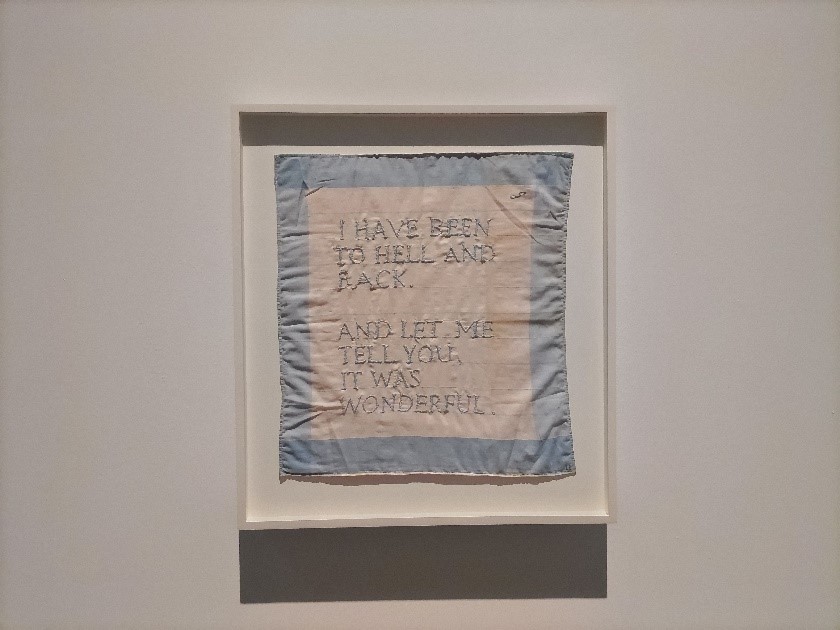 I HAVE BEEN
TO HELL AND
BACK.
AND LET ME
TELL YOU,
IT WAS
WONDERFUL.